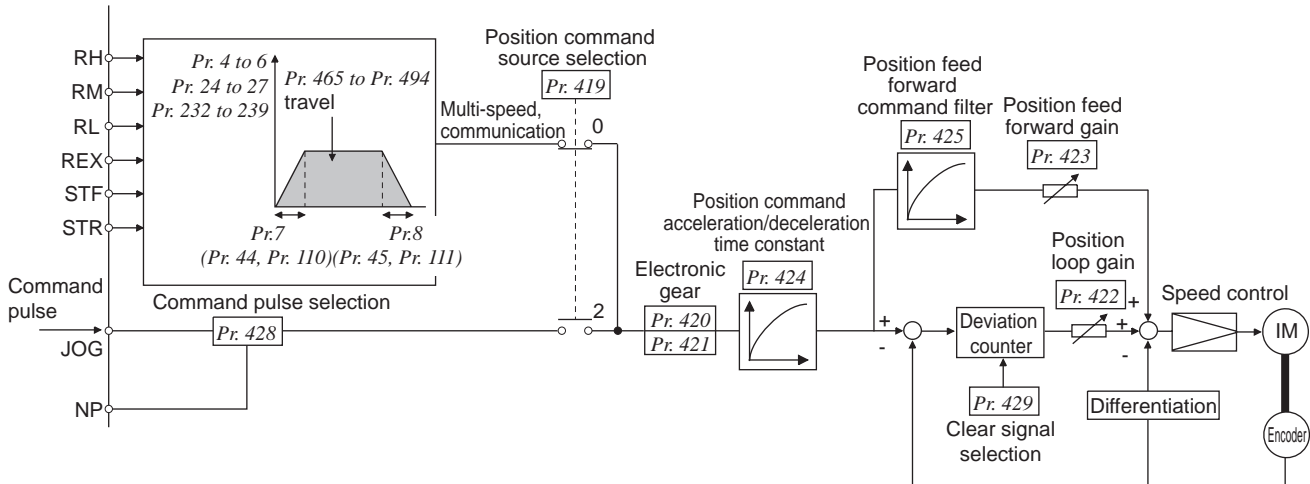 RH
RM
RL
REX
STF
STR
Pr. 4 to 6
Pr. 24 to 27
Pr. 232 to 239
Pr. 465 to Pr. 494
travel
Pr.7
(Pr. 44, Pr. 110)
Pr.8
(Pr. 45, Pr. 111)
Multi-speed,
communication
Position command
source selection
Pr. 419
0
2
Command
pulse
JOG
NP
Command pulse selection
Pr. 428
Electronic
gear
Pr. 420
Pr. 421
Position command
acceleration/deceleration
time constant
Pr. 424
Position feed
forward
command filter
Pr. 425
Position feed
forward gain
Pr. 423
Position
loop gain
Pr. 422
+
-
Deviation
counter
Pr. 429
Clear signal
selection
+
+
-
Differentiation
Speed control
IM
Encoder